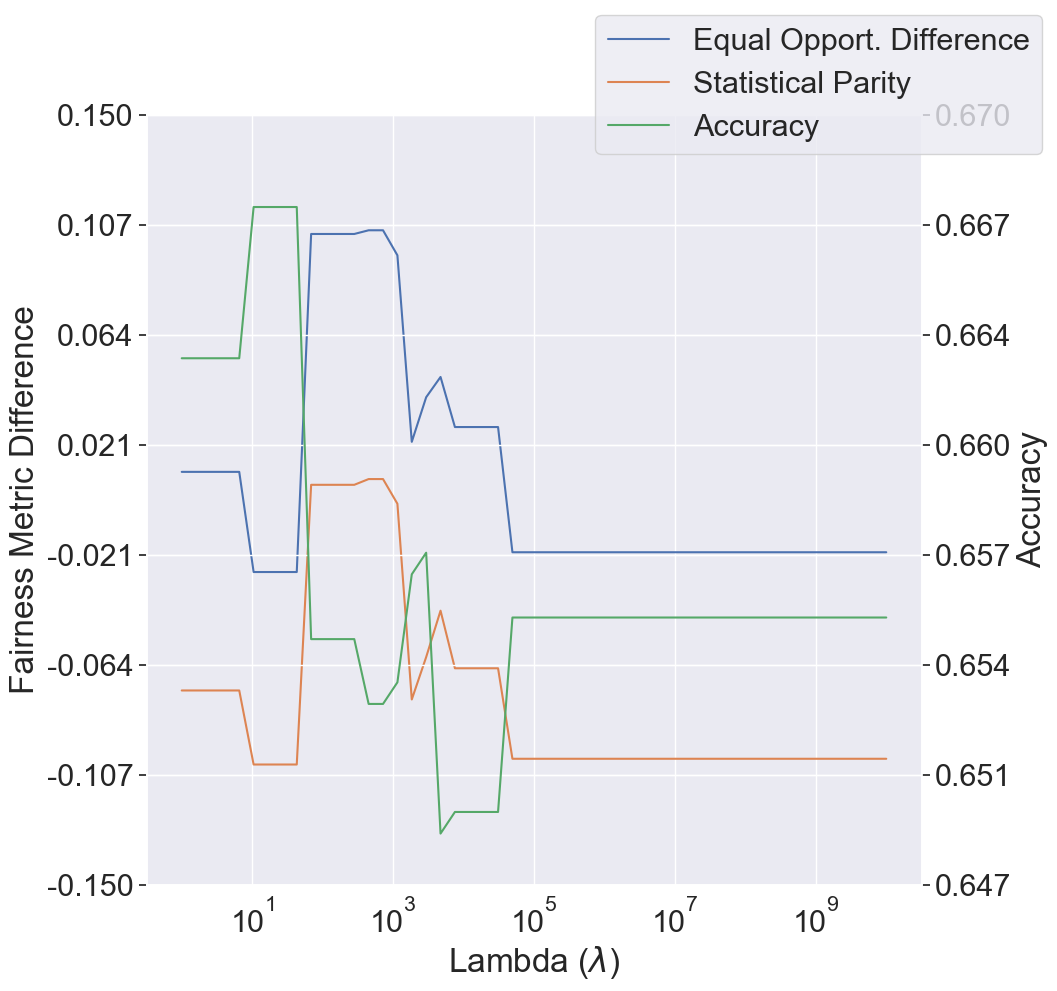 Equal Opport. Difference
Statistical Parity
Accuracy
0.150
0.107
0.064
0.021
-0.021
-0.064
-0.107
-0.150
Fairness Metric Difference
0.670
0.667
0.664
0.660
0.657
0.654
0.651
0.647
Accuracy
10^1 10^3 10^5 10^7 10^9
Lambda (λ)